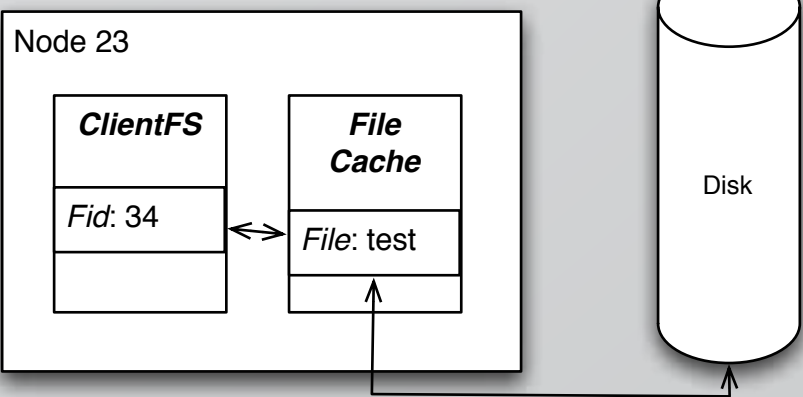 Node 23
ClientFS
File
Cache
Fid: 34
File: test
Disk